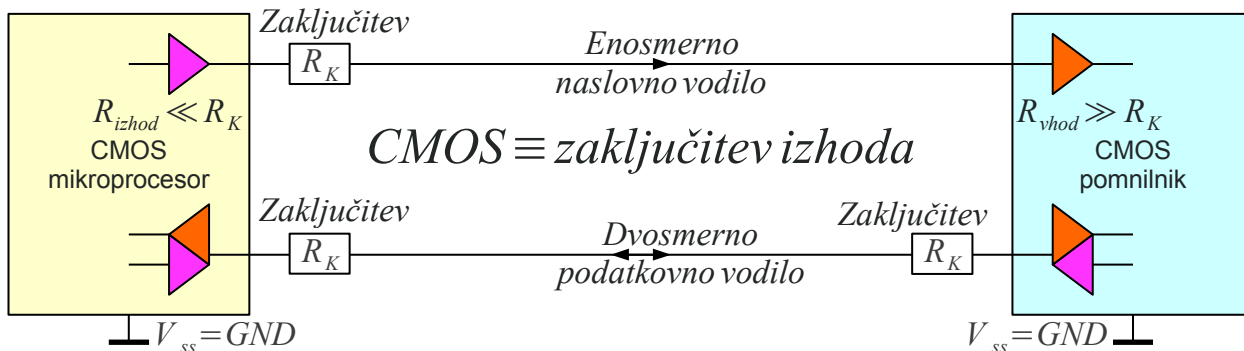 Zaključitev
R_K
Enosmerno
naslovno vodilo
R_izhod ≪ R_K
CMOS
mikroprocesor
CMOS ≡ zaključitev izhoda
R_vhod ≫ R_K
CMOS
pomnilnik
Zaključitev
R_K
Dvosmerno
podatkovno vodilo
Zaključitev
R_K
V_ss = GND
V_ss = GND